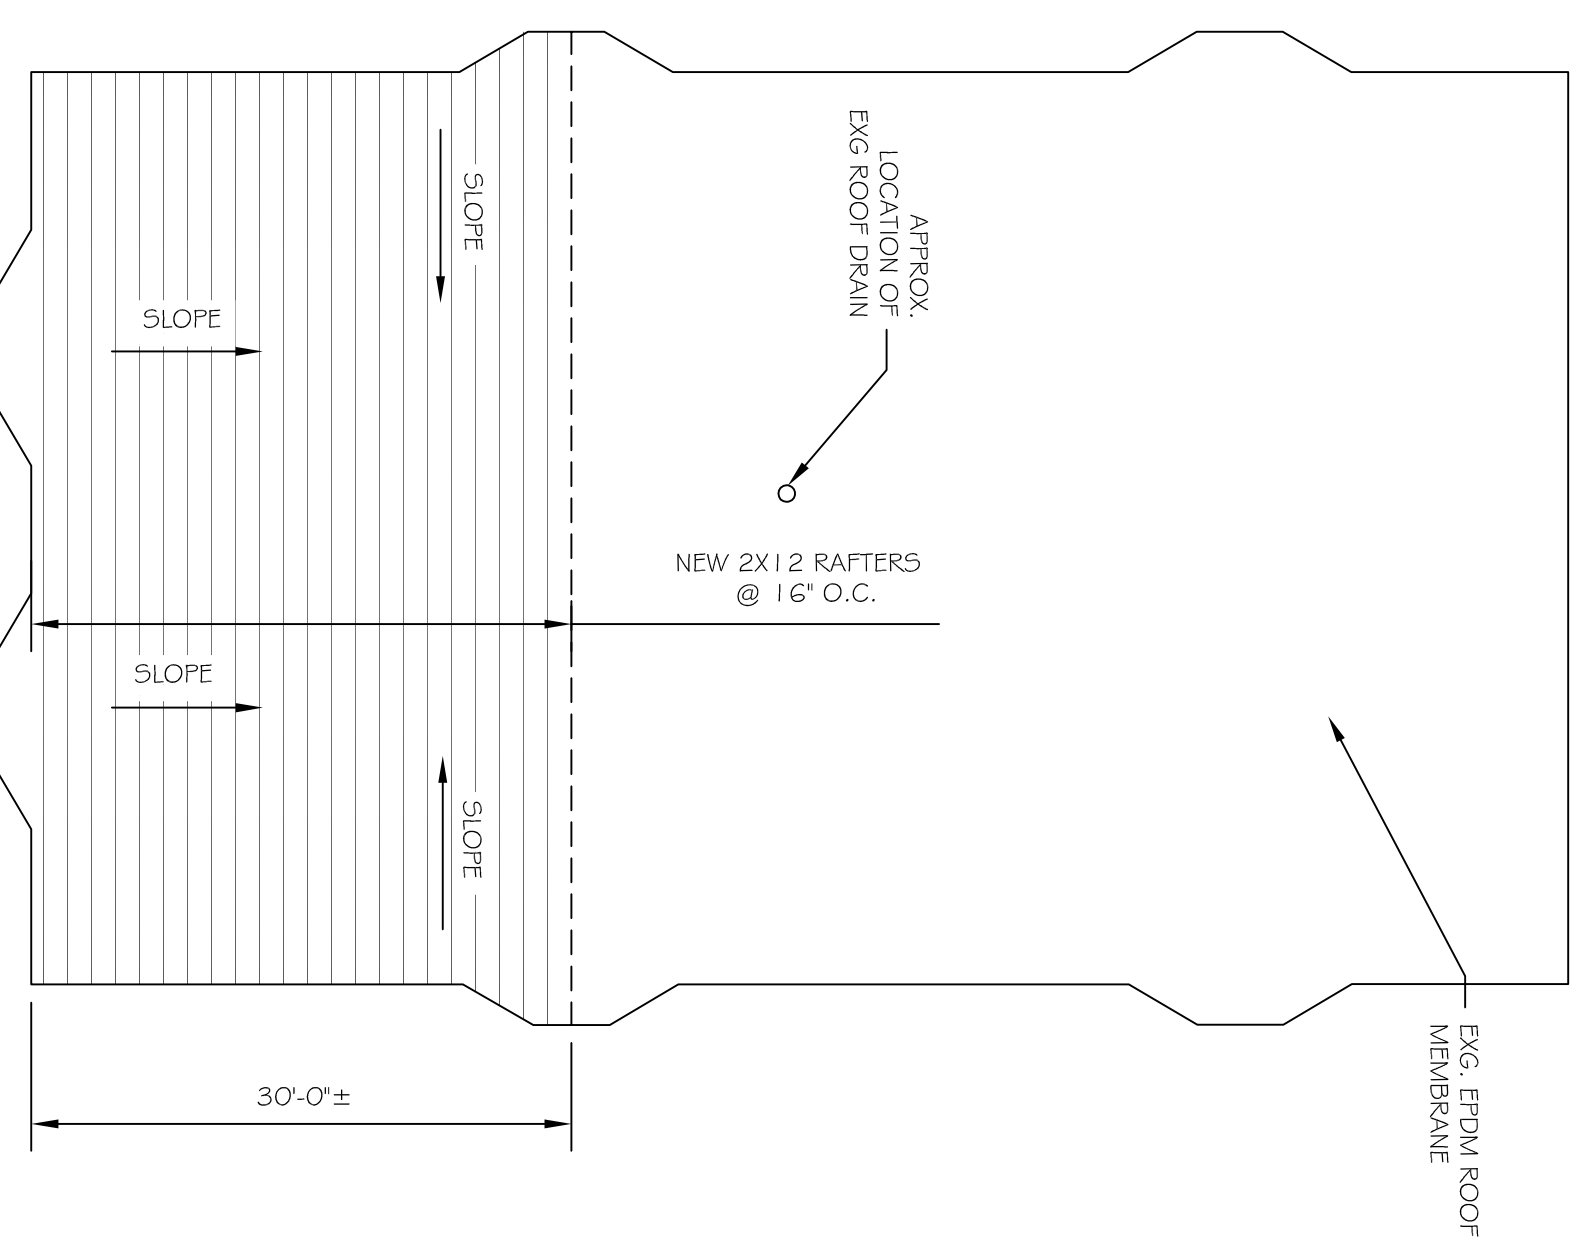 APPROX.
LOCATION OF
EXG ROOF DRAIN
SLOPE
SLOPE
NEW 2X12 RAFTERS
@ 16" O.C.
SLOPE
SLOPE
EXG. EPDM ROOF
MEMBRANE
30'-0"±